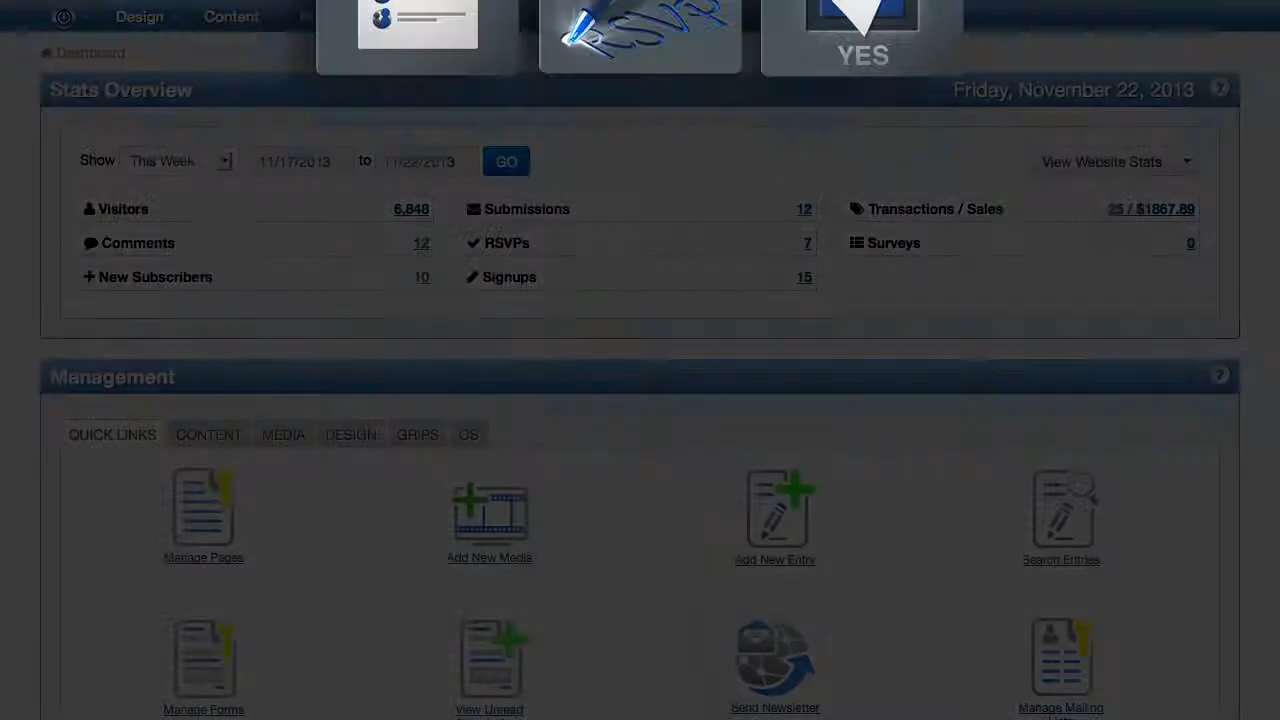 Design Content
RSVP
YES
Dashboard
Stats Overview Friday, November 22, 2013 ?
Show This Week 11/17/2013 to 11/22/2013 GO View Website Stats
Visitors 6,848 Submissions 12 Transactions / Sales 25 / $1867.89
Comments 12 RSVPs 7 Surveys 0
New Subscribers 10 Signups 15
Management ?
QUICK LINKS CONTENT MEDIA DESIGN GRIPS OS
Manage Pages Add New Media Add New Entry Search Entries
Manage Forms View Unread Send Newsletter Manage Mailing